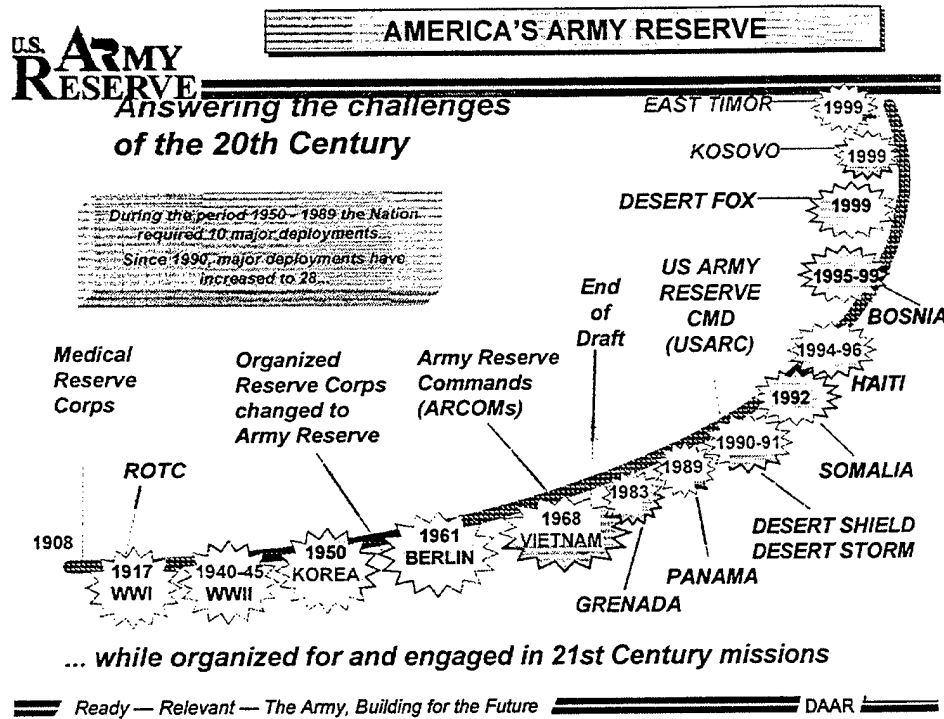 AMERICA'S ARMY RESERVE
U.S. ARMY
RESERVE
Answering the challenges
of the 20th Century
During the period 1950 - 1989 the Nation
required 10 major deployments
Since 1990, major deployments have
increased to 28...
EAST TIMOR
1999
KOSOVO
1999
DESERT FOX
1999
1995-99
BOSNIA
1994-96
HAITI
1992
SOMALIA
1990-91
DESERT SHIELD
DESERT STORM
1989
PANAMA
1983
GRENADA
US ARMY
RESERVE
CMD
(USARC)
End
of
Draft
Army Reserve
Commands
(ARCOMs)
Organized
Reserve Corps
changed to
Army Reserve
Medical
Reserve
Corps
ROTC
1908
1917
WWI
1940-45
WWII
1950
KOREA
1961
BERLIN
1968
VIETNAM
... while organized for and engaged in 21st Century missions
Ready — Relevant — The Army, Building for the Future
DAAR